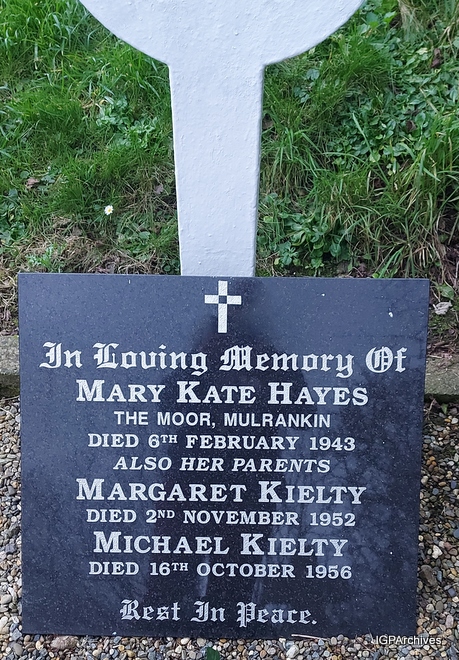 In Loving Memory Of
MARY KATE HAYES
THE MOOR, MULRANKIN
DIED 6TH FEBRUARY 1943
ALSO HER PARENTS
MARGARET KIELTY
DIED 2ND NOVEMBER 1952
MICHAEL KIELTY
DIED 16TH OCTOBER 1956
Rest In Peace.
IGPArchives